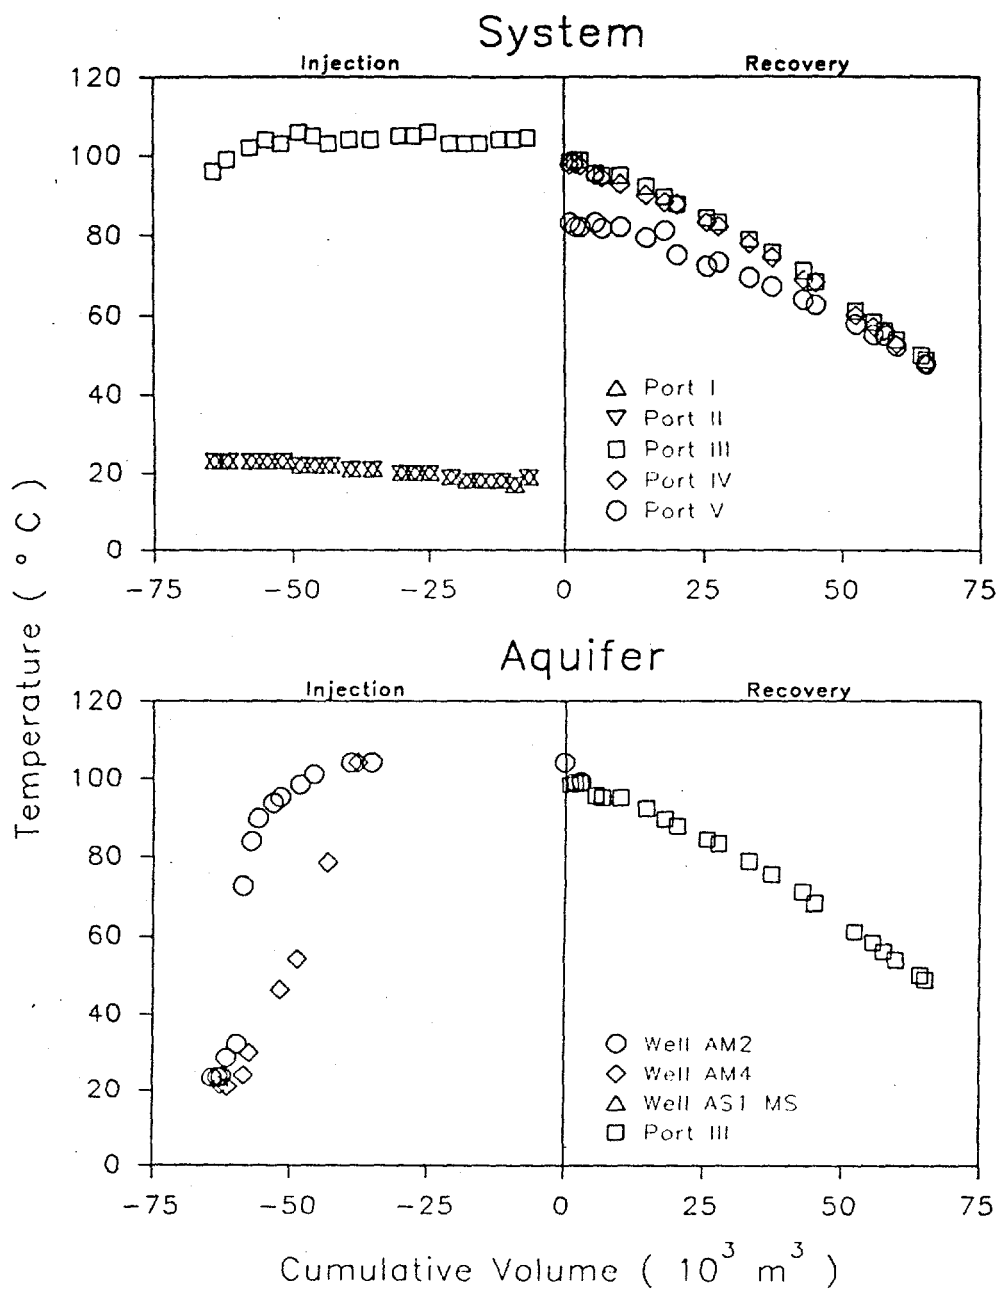 System
Injection Recovery
120
100
80
60
40
20
0
−75 −50 −25 0 25 50 75
△ Port I
▽ Port II
□ Port III
◇ Port IV
○ Port V
Temperature ( ° C )
Aquifer
Injection Recovery
120
100
80
60
40
20
0
−75 −50 −25 0 25 50 75
○ Well AM2
◇ Well AM4
△ Well AS1 MS
□ Port III
Cumulative Volume ( 10³ m³ )